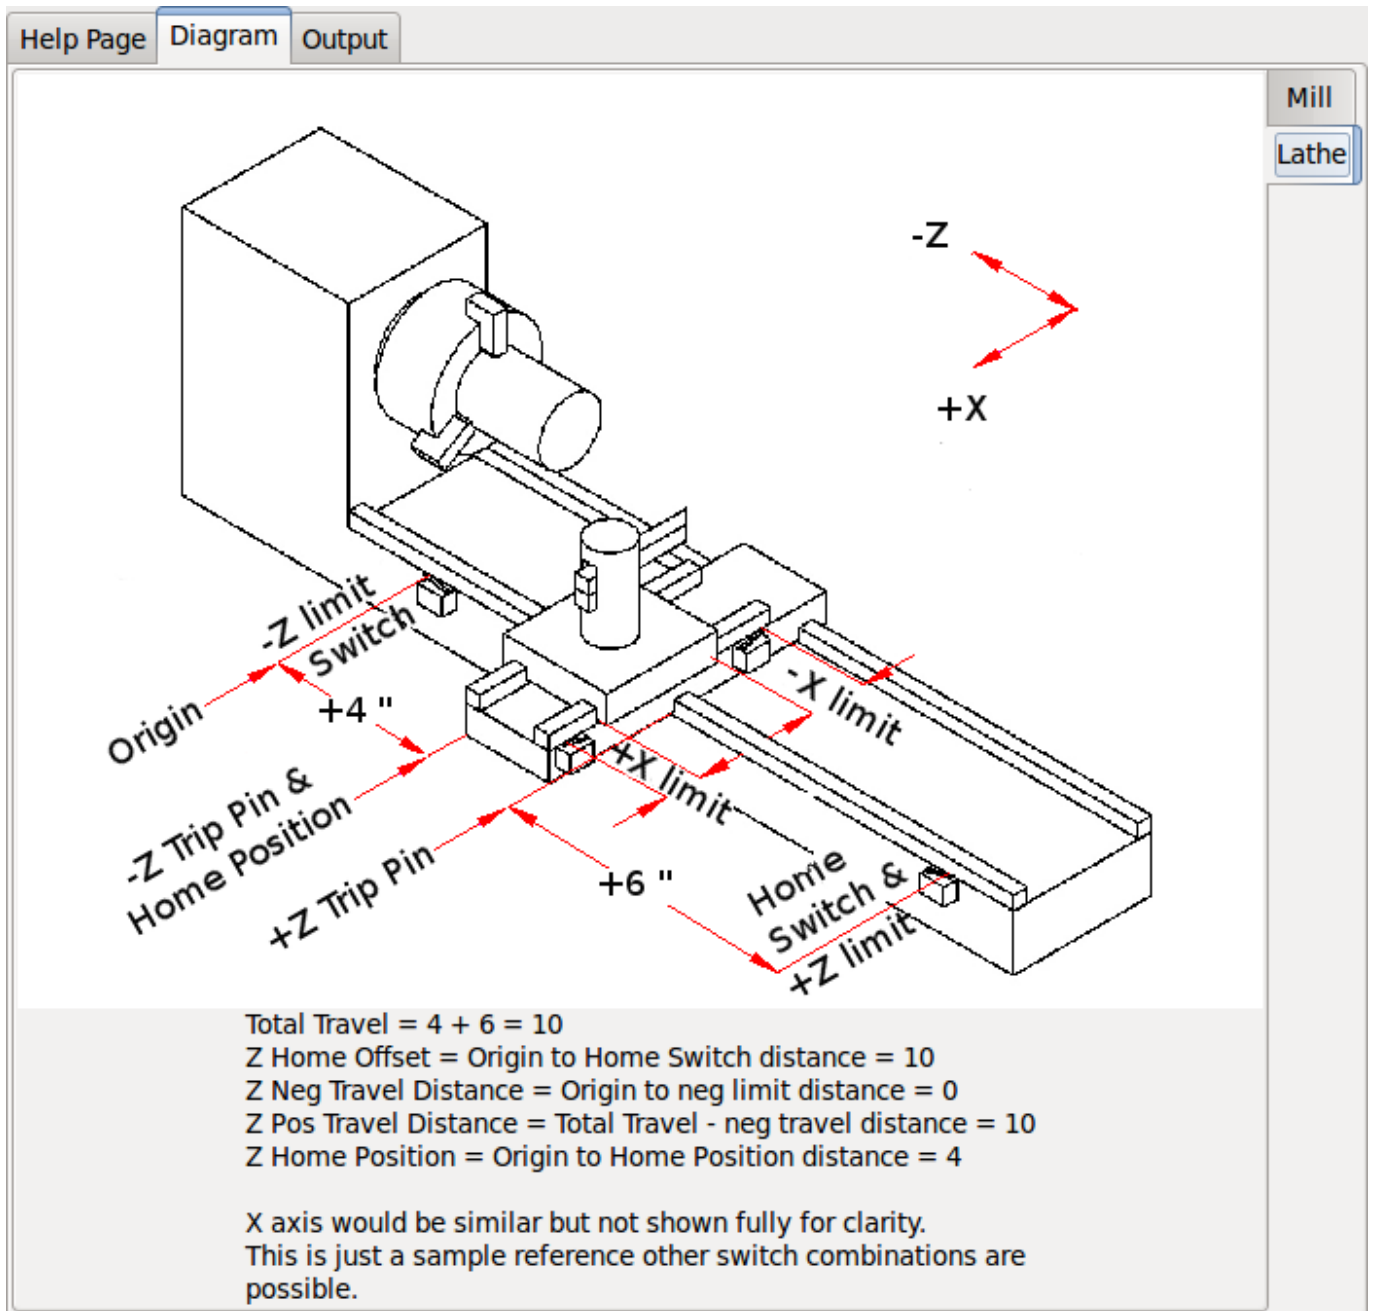 Help Page
Diagram
Output
Mill
Lathe
-Z
+X
-Z limit
Switch
Origin
+4 "
-X limit
+X limit
-Z Trip Pin &
Home Position
+Z Trip Pin
+6 "
Home
Switch &
+Z limit
Total Travel = 4 + 6 = 10
Z Home Offset = Origin to Home Switch distance = 10
Z Neg Travel Distance = Origin to neg limit distance = 0
Z Pos Travel Distance = Total Travel - neg travel distance = 10
Z Home Position = Origin to Home Position distance = 4
X axis would be similar but not shown fully for clarity.
This is just a sample reference other switch combinations are
possible.